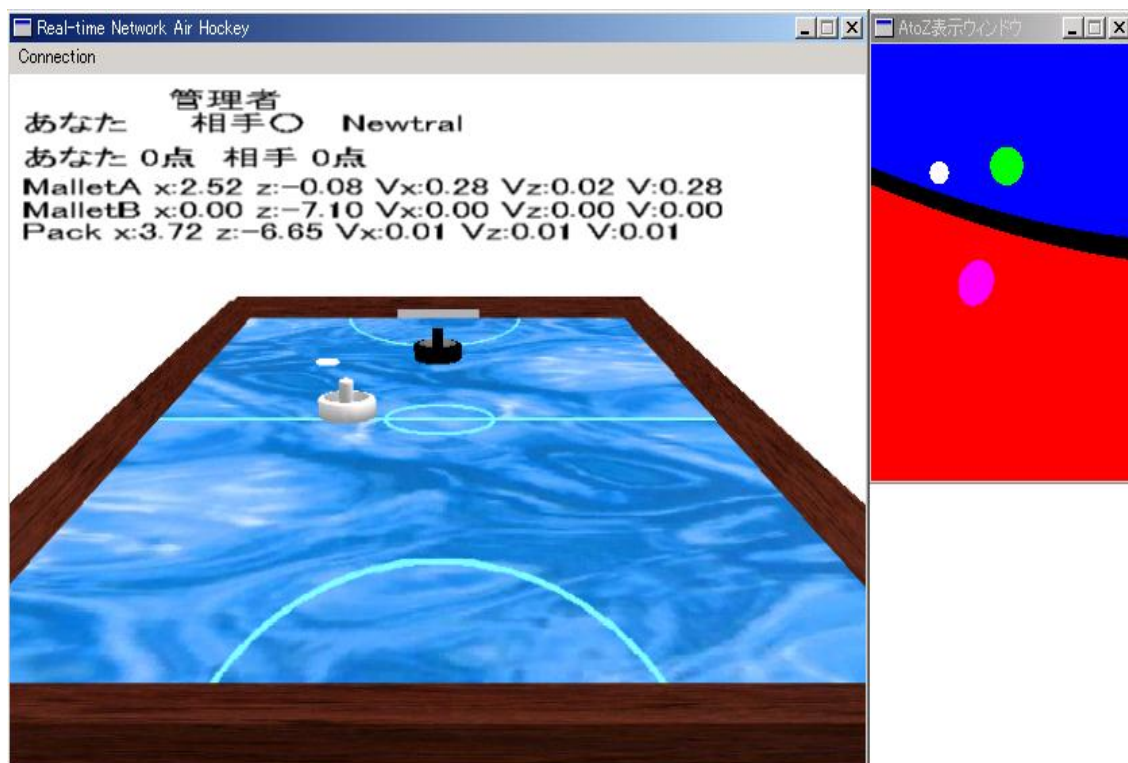 Real-time Network Air Hockey
Connection
管理者
あなた 相手○ Newtral
あなた 0点 相手 0点
MalletA x:2.52 z:-0.08 Vx:0.28 Vz:0.02 V:0.28
MalletB x:0.00 z:-7.10 Vx:0.00 Vz:0.00 V:0.00
Pack x:3.72 z:-6.65 Vx:0.01 Vz:0.01 V:0.01
AtoZ表示ウィンドウ